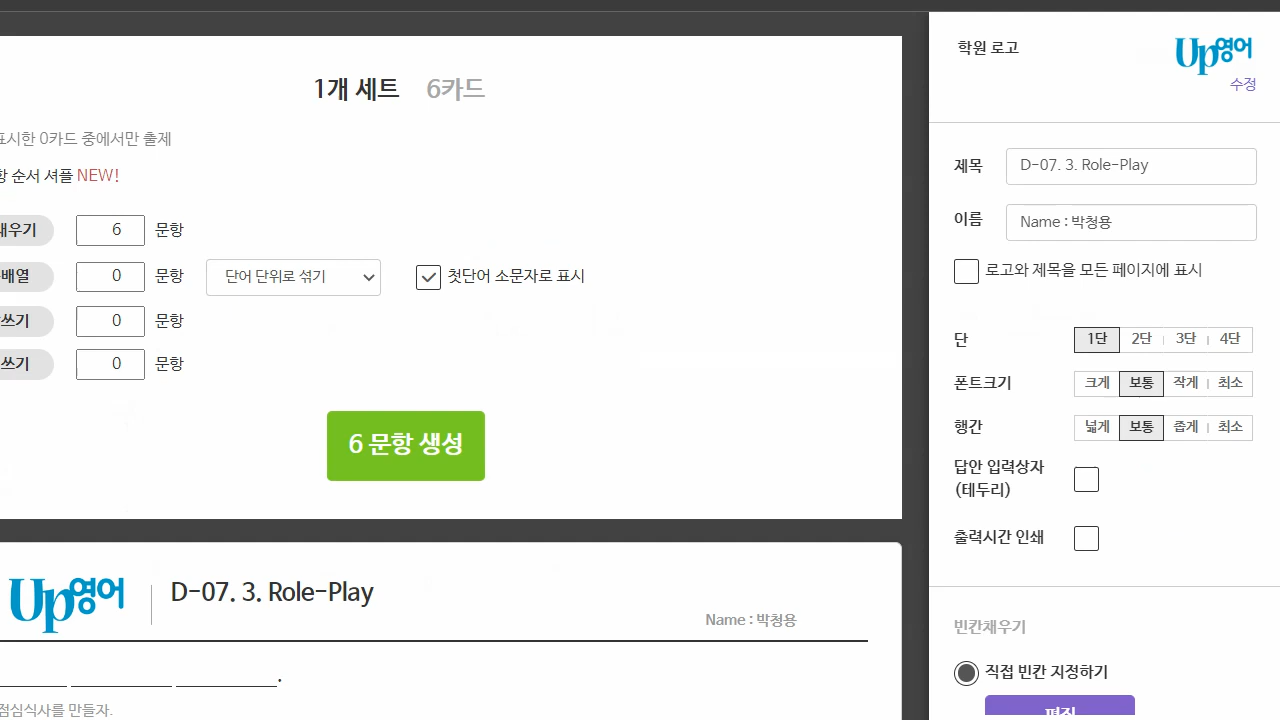 1개 세트 6카드
표시한 0카드 중에서만 출제
항 순서 셔플 NEW!
채우기 6 문항
배열 0 문항 단어 단위로 섞기 첫단어 소문자로 표시
쓰기 0 문항
쓰기 0 문항
6 문항 생성
Up영어
D-07. 3. Role-Play
Name : 박청용
점심식사를 만들자.
학원 로고
Up영어
수정
제목 D-07. 3. Role-Play
이름 Name : 박청용
로고와 제목을 모든 페이지에 표시
단 1단 2단 3단 4단
폰트크기 크게 보통 작게 최소
행간 넓게 보통 좁게 최소
답안 입력상자
(테두리)
출력시간 인쇄
빈칸채우기
직접 빈칸 지정하기
편집